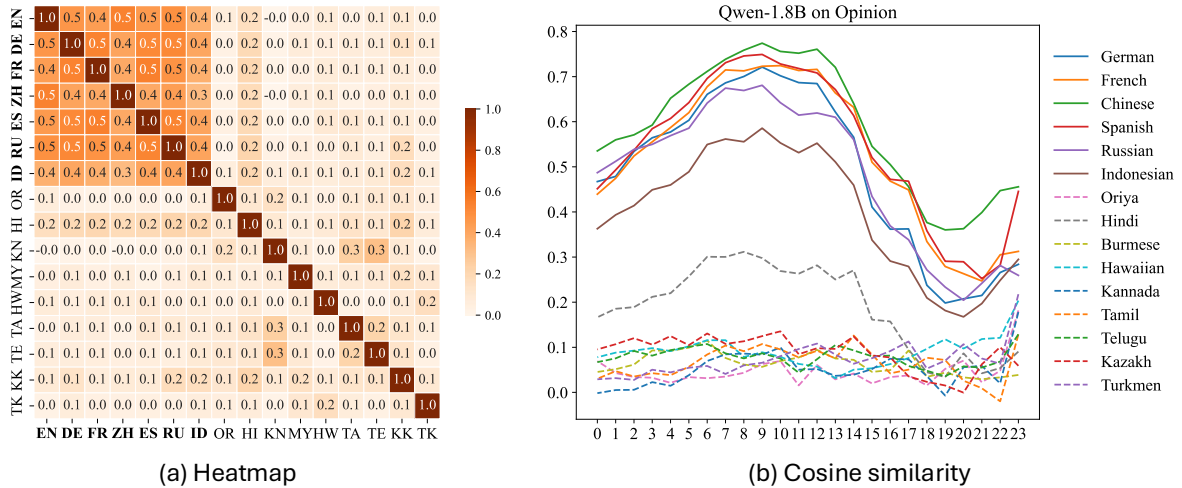 EN 1.0 0.5 0.4 0.5 0.5 0.5 0.4 0.1 0.2 -0.0 0.0 0.1 0.0 0.1 0.1 0.0
DE 0.5 1.0 0.5 0.4 0.5 0.5 0.4 0.0 0.2 0.0 0.1 0.1 0.1 0.1 0.1 0.0
FR 0.4 0.5 1.0 0.4 0.5 0.5 0.4 0.0 0.2 0.0 0.0 0.1 0.1 0.1 0.1 0.1
ZH 0.5 0.4 0.4 1.0 0.4 0.4 0.3 0.0 0.2 -0.0 0.1 0.1 0.0 0.1 0.1 0.0
ES 0.5 0.5 0.5 0.4 1.0 0.5 0.4 0.0 0.2 0.0 0.0 0.1 0.1 0.1 0.1 0.1
RU 0.5 0.5 0.5 0.4 0.5 1.0 0.4 0.0 0.2 0.0 0.1 0.0 0.1 0.1 0.2 0.0
ID 0.4 0.4 0.4 0.3 0.4 0.4 1.0 0.1 0.2 0.1 0.1 0.1 0.1 0.1 0.2 0.1
OR 0.1 0.0 0.0 0.0 0.0 0.0 0.1 1.0 0.1 0.2 0.0 0.0 0.1 0.1 0.1 0.1
HI 0.2 0.2 0.2 0.2 0.2 0.2 0.2 0.1 1.0 0.1 0.1 0.1 0.1 0.1 0.2 0.1
KN -0.0 0.0 0.0 -0.0 0.0 0.0 0.1 0.2 0.1 1.0 0.1 0.0 0.3 0.3 0.1 0.0
MY 0.0 0.1 0.0 0.1 0.0 0.1 0.1 0.0 0.1 0.1 1.0 0.1 0.1 0.1 0.2 0.1
HW 0.1 0.1 0.1 0.1 0.1 0.0 0.1 0.0 0.1 0.0 0.1 1.0 0.0 0.1 0.1 0.2
TA 0.0 0.1 0.1 0.0 0.1 0.1 0.1 0.1 0.1 0.3 0.1 0.0 1.0 0.2 0.1 0.1
TE 0.1 0.1 0.1 0.1 0.1 0.1 0.1 0.1 0.1 0.3 0.1 0.1 0.2 1.0 0.1 0.0
KK 0.1 0.1 0.1 0.1 0.1 0.2 0.2 0.1 0.2 0.1 0.2 0.1 0.1 0.1 1.0 0.1
TK 0.0 0.0 0.1 0.0 0.1 0.0 0.1 0.1 0.1 0.0 0.1 0.2 0.1 0.0 0.1 1.0
EN DE FR ZH ES RU ID OR HI KN MY HW TA TE KK TK
1.0
0.8
0.6
0.4
0.2
0.0
(a) Heatmap
Qwen-1.8B on Opinion
0.8
0.7
0.6
0.5
0.4
0.3
0.2
0.1
0.0
0 1 2 3 4 5 6 7 8 9 10 11 12 13 14 15 16 17 18 19 20 21 22 23
German
French
Chinese
Spanish
Russian
Indonesian
Oriya
Hindi
Burmese
Hawaiian
Kannada
Tamil
Telugu
Kazakh
Turkmen
(b) Cosine similarity